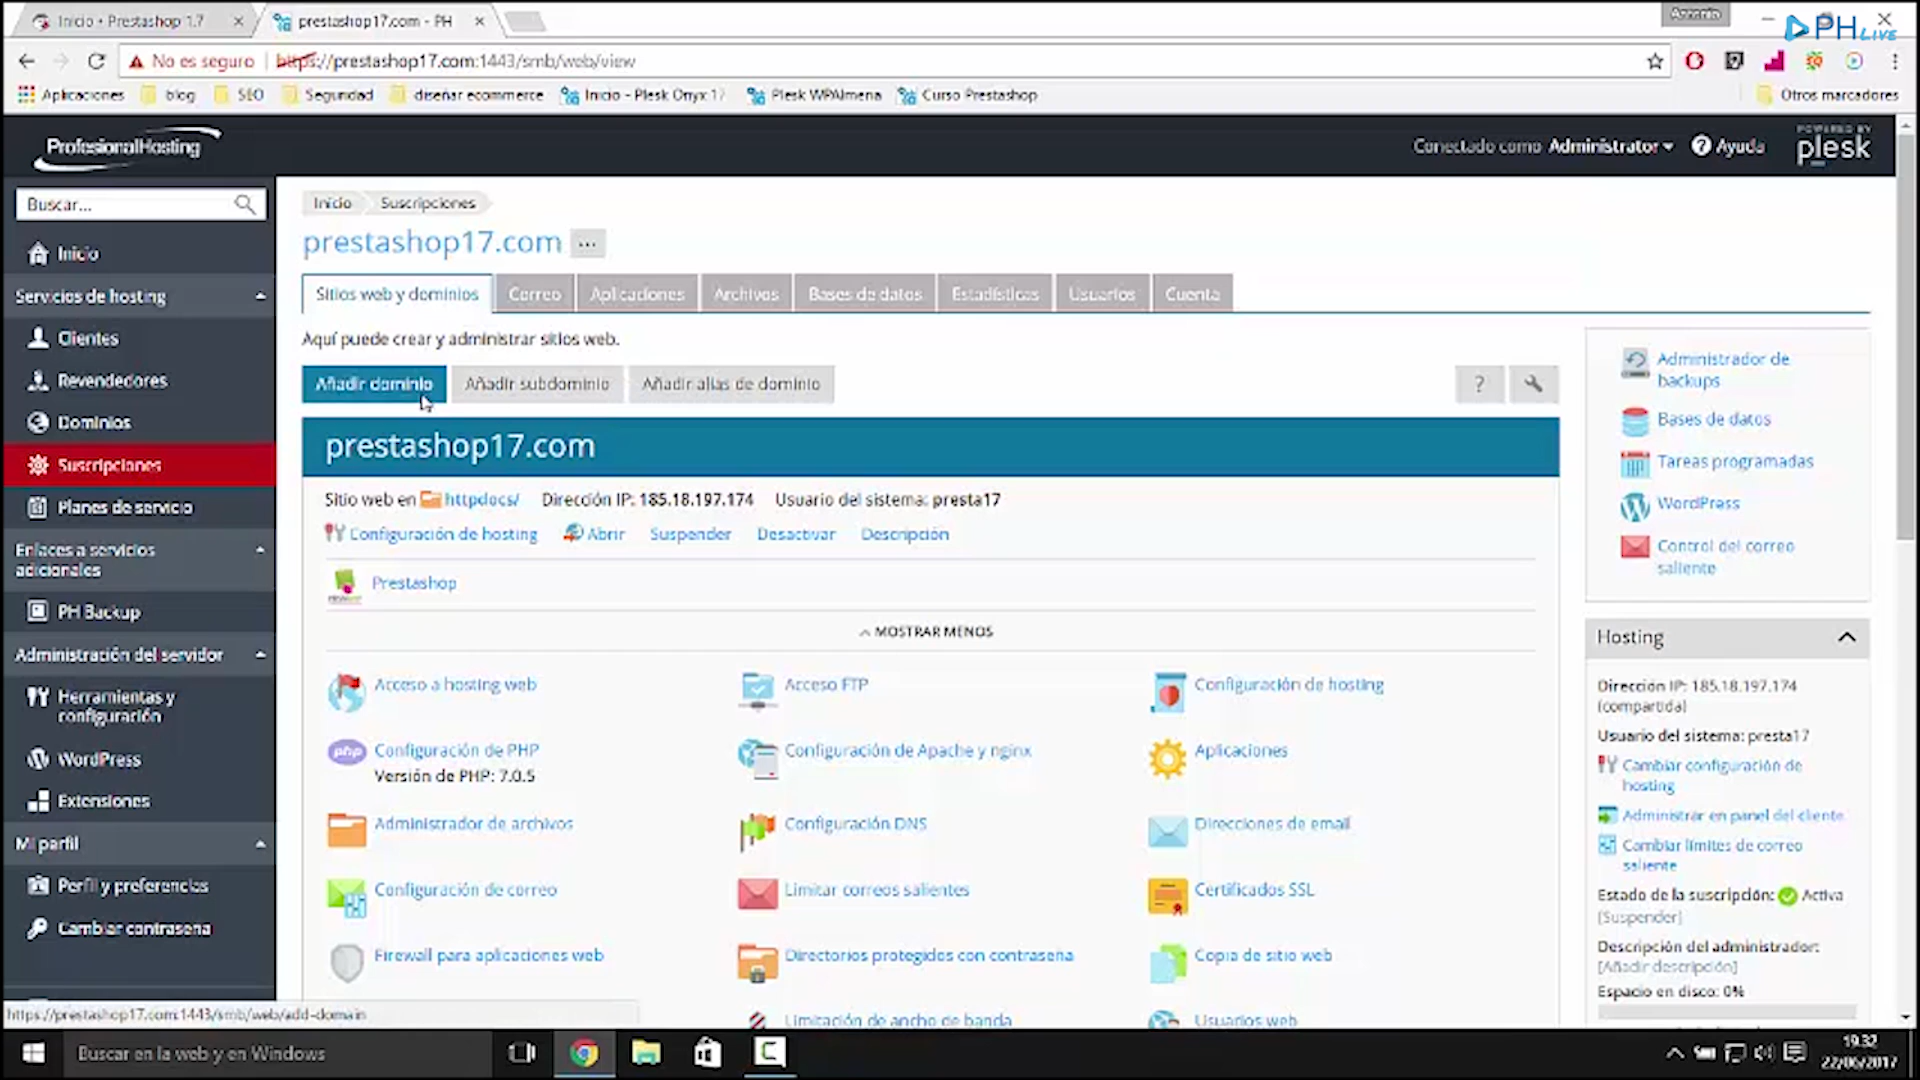 Inicio • Prestashop 1.7
prestashop17.com - PH
PH LIVE
No es seguro
https://prestashop17.com:1443/smb/web/view
Aplicaciones
blog
SEO
Seguridad
diseñar ecommerce
Inicio - Plesk Onyx 17
Plesk WPAlmena
Curso Prestashop
Otros marcadores
ProfesionalHosting
Conectado como Administrator
Ayuda
POWERED BY
plesk
Buscar...
Inicio
Servicios de hosting
Clientes
Revendedores
Dominios
Suscripciones
Planes de servicio
Enlaces a servicios
adicionales
PH Backup
Administración del servidor
Herramientas y
configuración
WordPress
Extensiones
Mi perfil
Perfil y preferencias
Cambiar contraseña
Inicio
Suscripciones
prestashop17.com
...
Sitios web y dominios
Correo
Aplicaciones
Archivos
Bases de datos
Estadísticas
Usuarios
Cuenta
Aquí puede crear y administrar sitios web.
Añadir dominio
Añadir subdominio
Añadir alias de dominio
?
prestashop17.com
Sitio web en httpdocs/ Dirección IP: 185.18.197.174 Usuario del sistema: presta17
Configuración de hosting
Abrir
Suspender
Desactivar
Descripción
Prestashop
MOSTRAR MENOS
Acceso a hosting web
Acceso FTP
Configuración de hosting
php
Configuración de PHP
Versión de PHP: 7.0.5
Configuración de Apache y nginx
Aplicaciones
Administrador de archivos
Configuración DNS
Direcciones de email
Configuración de correo
Limitar correos salientes
Certificados SSL
Firewall para aplicaciones web
Directorios protegidos con contraseña
Copia de sitio web
Limitación de ancho de banda
Usuarios web
Administrador de
backups
Bases de datos
Tareas programadas
WordPress
Control del correo
saliente
Hosting
Dirección IP: 185.18.197.174
(compartida)
Usuario del sistema: presta17
Cambiar configuración de
hosting
Administrar en panel del cliente
Cambiar límites de correo
saliente
Estado de la suscripción: Activa
[Suspender]
Descripción del administrador:
[Añadir descripción]
Espacio en disco: 0%
https://prestashop17.com:1443/smb/web/add-domain
Buscar en la web y en Windows
19:32
22/06/2017